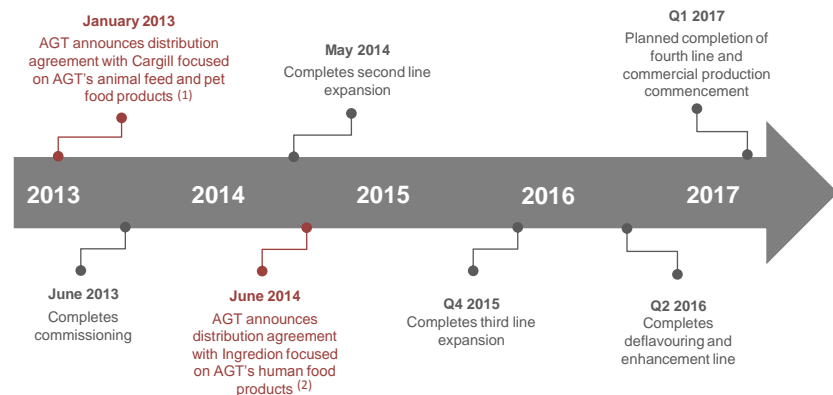 January 2013
AGT announces distribution
agreement with Cargill focused
on AGT's animal feed and pet
food products (1)
May 2014
Completes second line
expansion
Q1 2017
Planned completion of
fourth line and
commercial production
commencement
2013
2014
2015
2016
2017
June 2013
Completes
commissioning
June 2014
AGT announces
distribution agreement
with Ingredion focused
on AGT's human food
products (2)
Q4 2015
Completes third line
expansion
Q2 2016
Completes
deflavouring and
enhancement line